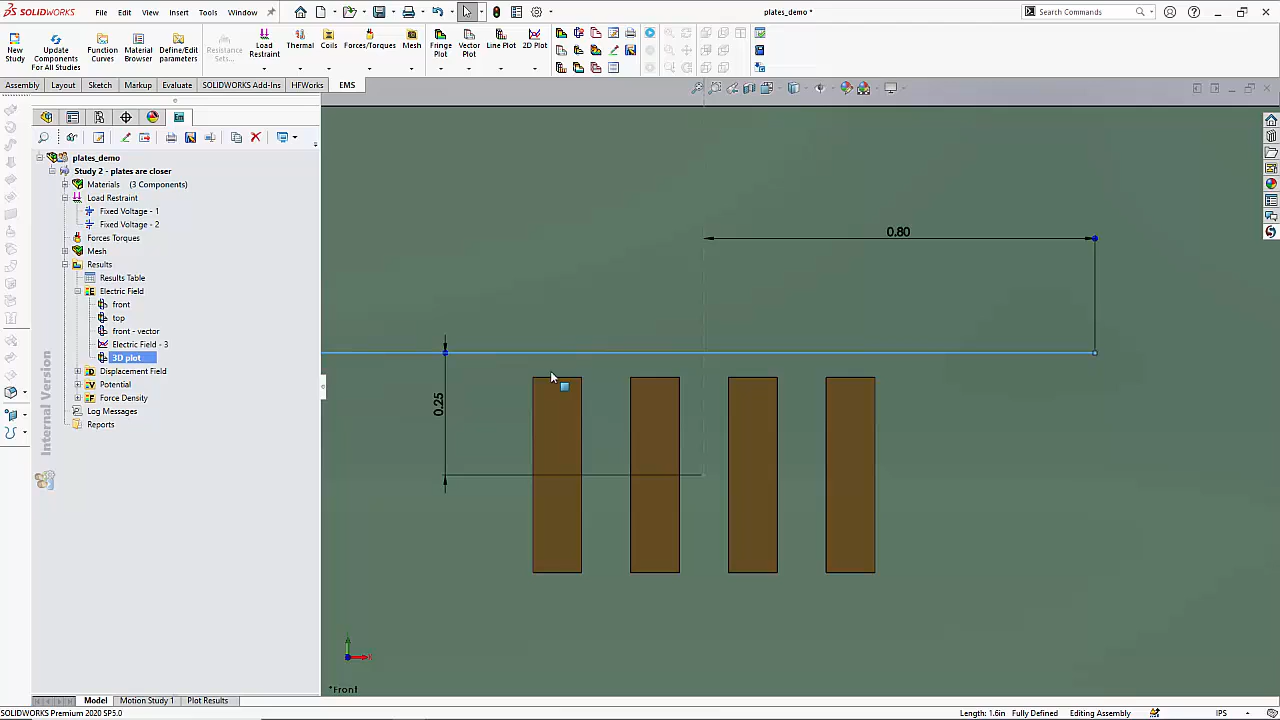 SOLIDWORKS File Edit View Insert Tools Window plates_demo * Search Commands
New Study
Update Components For All Studies
Function Curves
Material Browser
Define/Edit parameters
Resistance Sets
Load Restraint
Thermal
Coils
Forces/Torques
Mesh
Fringe Plot
Vector Plot
Line Plot
2D Plot
Assembly Layout Sketch Markup Evaluate SOLIDWORKS Add-Ins HFWorks EMS
plates_demo
Study 2 - plates are closer
Materials (3 Components)
Load Restraint
Fixed Voltage - 1
Fixed Voltage - 2
Forces Torques
Mesh
Results
Results Table
Electric Field
front
top
front - vector
Electric Field - 3
3D plot
Displacement Field
Potential
Force Density
Log Messages
Reports
Internal Version
0.80
0.25
*Front
Model Motion Study 1 Plot Results
SOLIDWORKS Premium 2020 SP5.0 Length: 1.6in Fully Defined Editing Assembly IPS